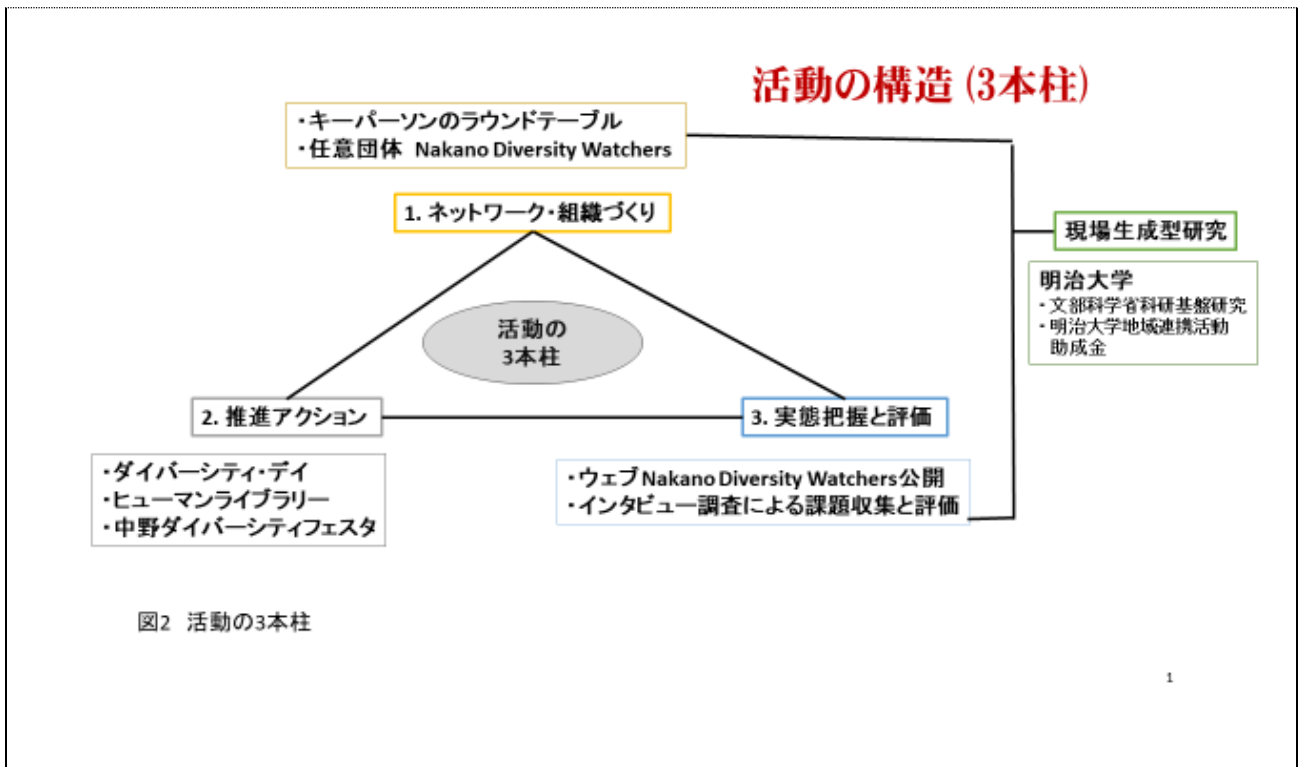 活動の構造 (3本柱)
・キーパーソンのラウンドテーブル
・任意団体 Nakano Diversity Watchers
1. ネットワーク・組織づくり
現場生成型研究
明治大学
・文部科学省科研基盤研究
・明治大学地域連携活動
助成金
活動の
3本柱
2. 推進アクション
3. 実態把握と評価
・ダイバーシティ・デイ
・ヒューマンライブラリー
・中野ダイバーシティフェスタ
・ウェブNakano Diversity Watchers公開
・インタビュー調査による課題収集と評価
図2 活動の3本柱
1